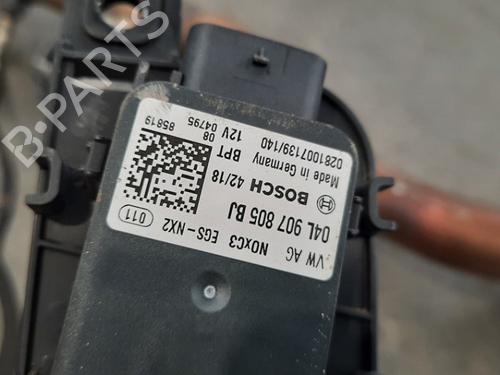 VW AG
NOxC3 EGS-NX2
011
04L 907 805 BJ
BOSCH 42/18 BPT 12V
08 04795
85819
Made in Germany
0281007139/140
B-PARTS